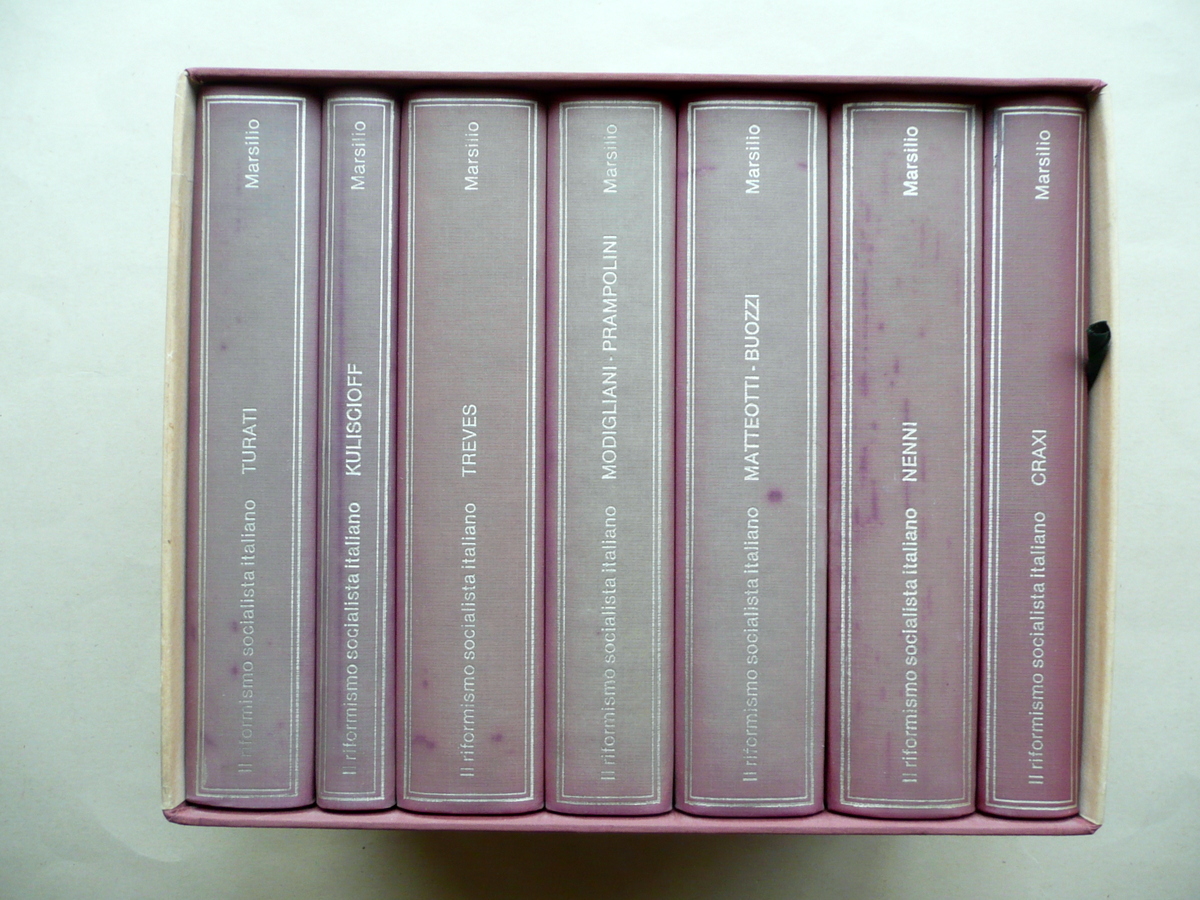 Il riformismo socialista italiano TURATI Marsilio
Il riformismo socialista italiano KULISCIOFF Marsilio
Il riformismo socialista italiano TREVES Marsilio
Il riformismo socialista italiano MODIGLIANI - PRAMPOLINI Marsilio
Il riformismo socialista italiano MATTEOTTI - BUOZZI Marsilio
Il riformismo socialista italiano NENNI Marsilio
Il riformismo socialista italiano CRAXI Marsilio